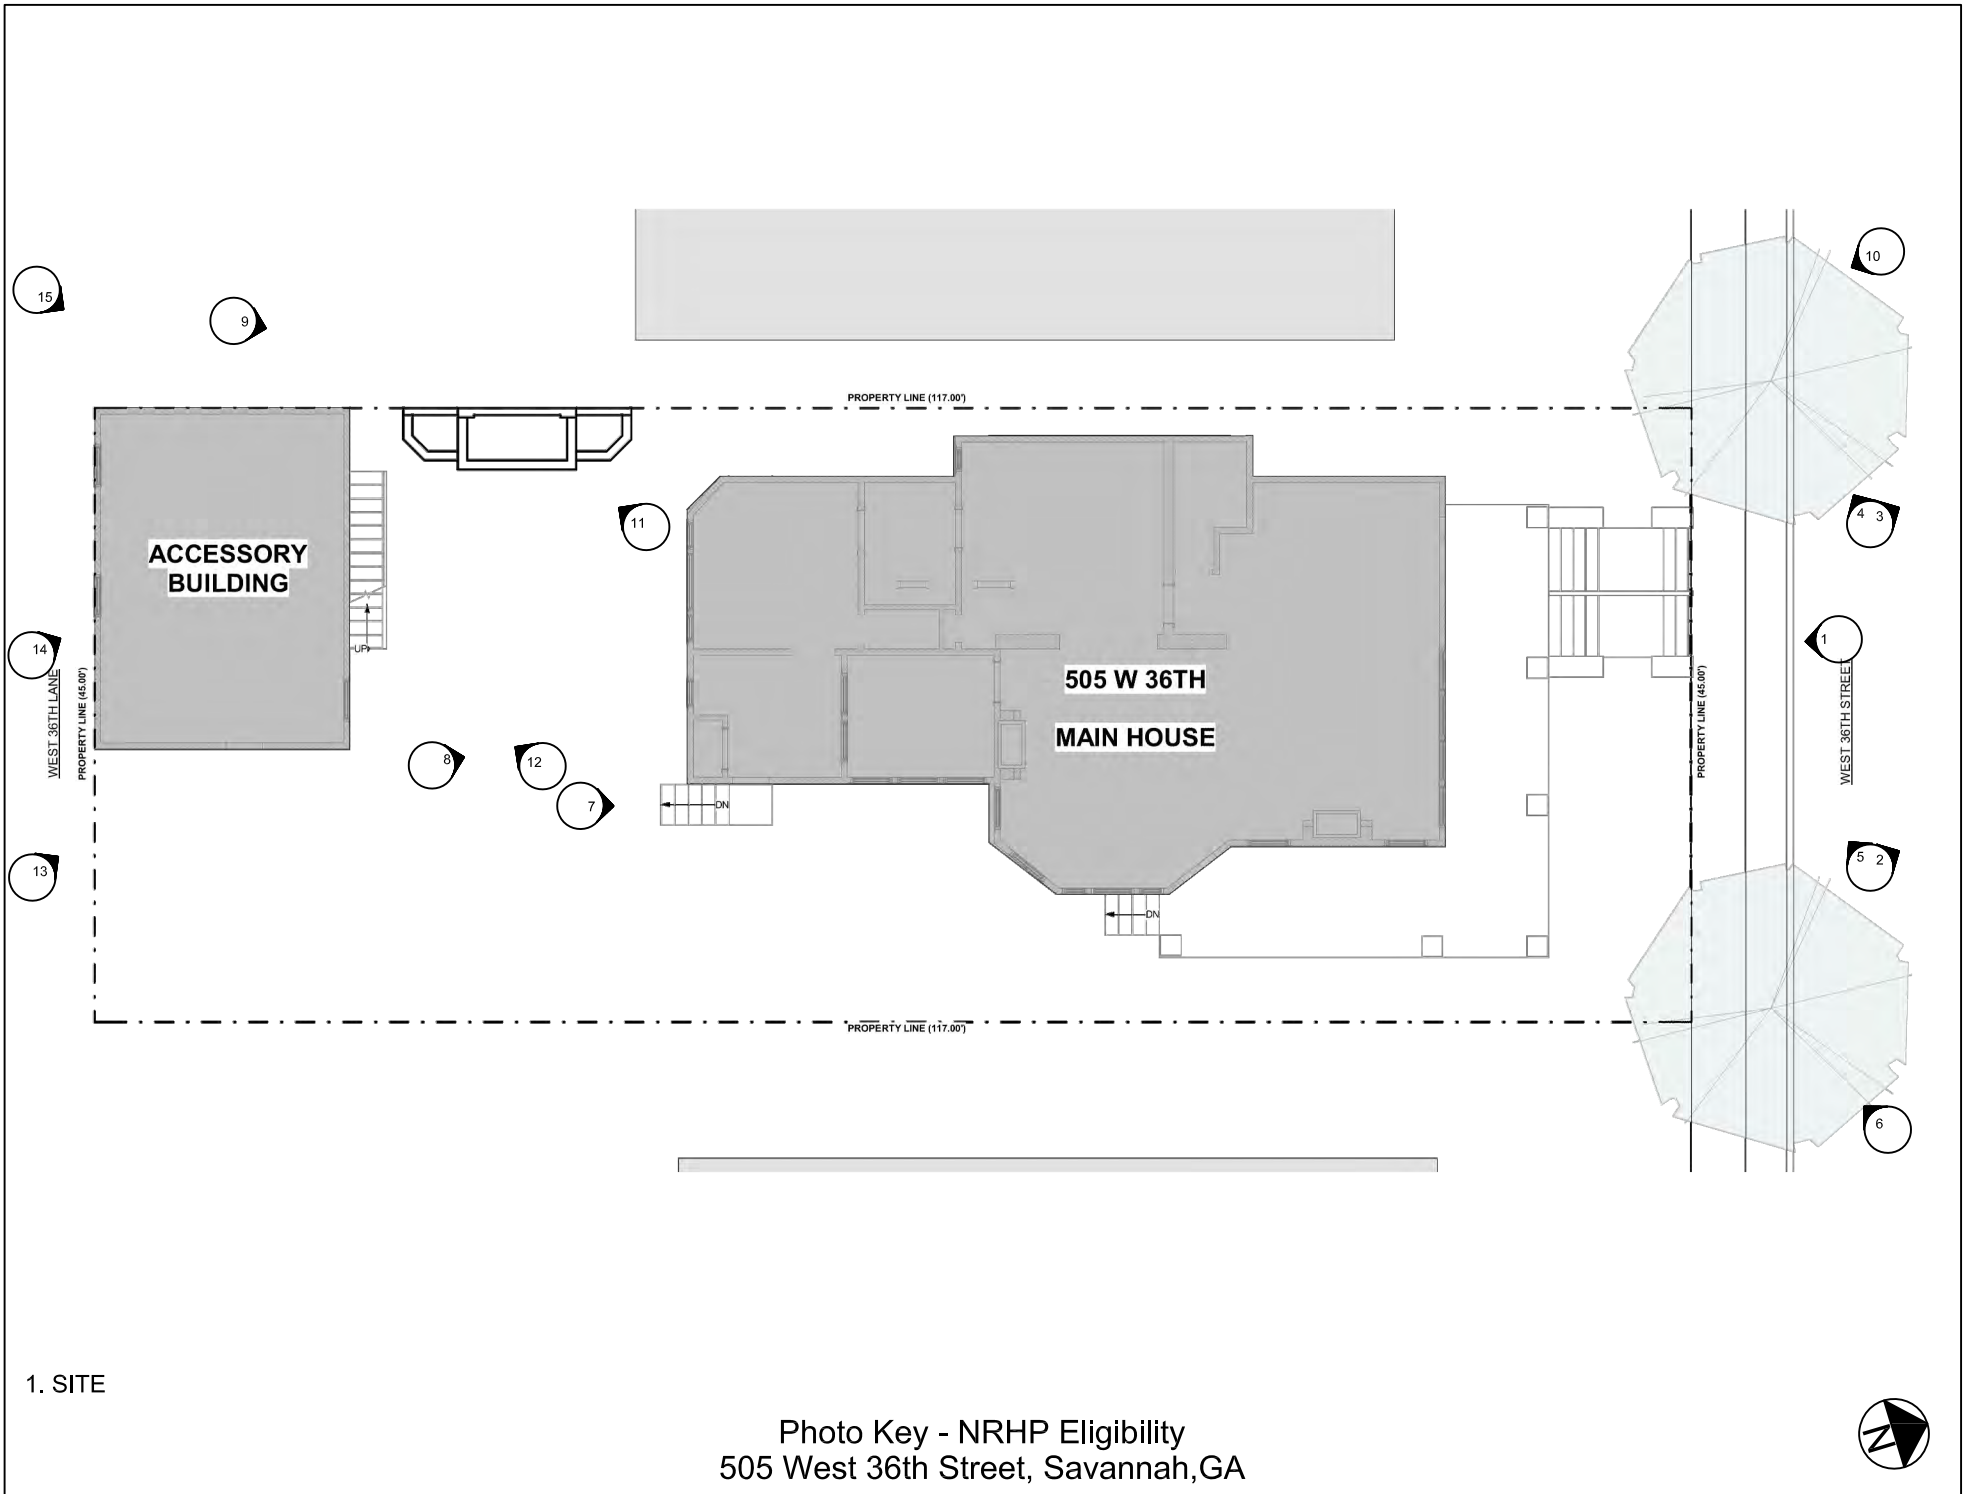 10
15
9
PROPERTY LINE (117.00')
4 3
11
ACCESSORY
BUILDING
UP
14
1
WEST 36TH LANE
PROPERTY LINE (45.00')
505 W 36TH
MAIN HOUSE
PROPERTY LINE (45.00')
WEST 36TH STREET
8
12
7
DN
5 2
13
DN
PROPERTY LINE (117.00')
6
1. SITE
N
Photo Key - NRHP Eligibility
505 West 36th Street, Savannah,GA